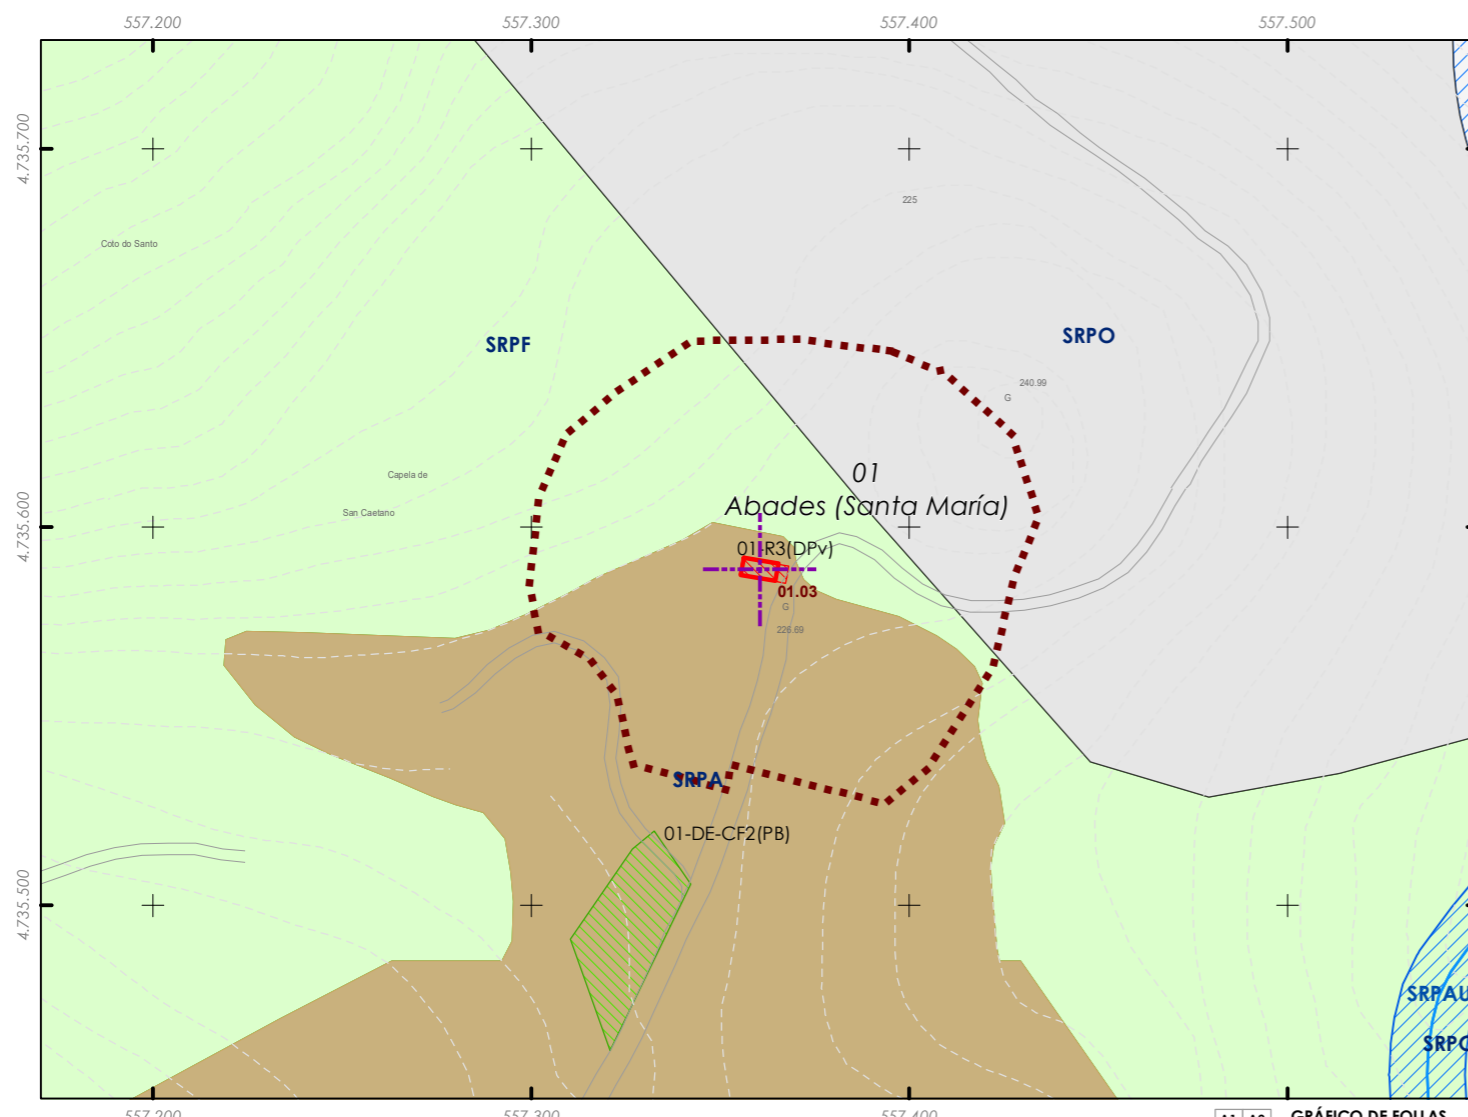 557.200 557.300 557.400 557.500
4.735.700
225
Coto do Santo
SRPO
SRPF
240.99
G
01
Capela de
Abades (Santa María)
San Caetano
4.735.600
01-R3(DPv)
01.03
G
226.69
SRPA
01-DE-CF2(PB)
4.735.500
SRPAU
557.200 557.300 557.400
GRÁFICO DE FOLLAS